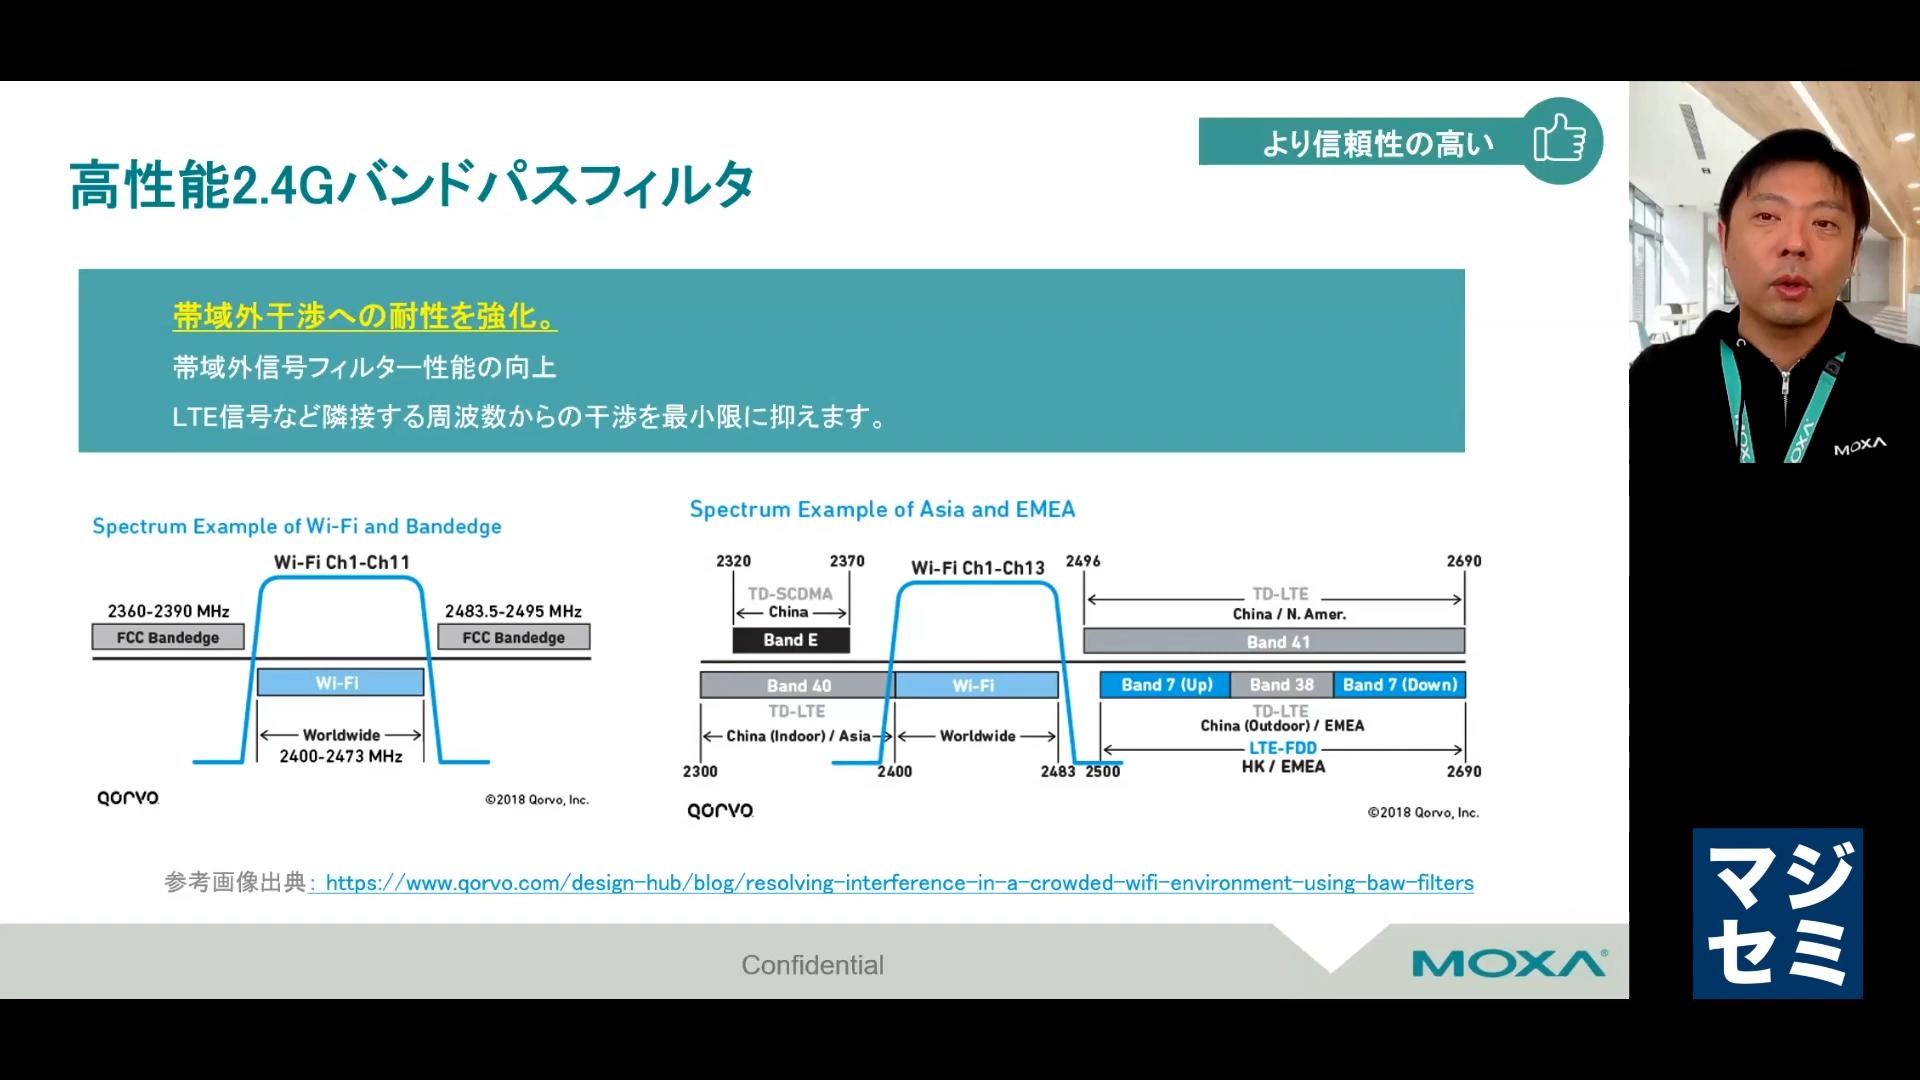 より信頼性の高い
高性能2.4Gバンドパスフィルタ
帯域外干渉への耐性を強化。
帯域外信号フィルター性能の向上
LTE信号など隣接する周波数からの干渉を最小限に抑えます。
Spectrum Example of Wi-Fi and Bandedge
Wi-Fi Ch1-Ch11
2360-2390 MHz
2483.5-2495 MHz
FCC Bandedge
FCC Bandedge
Wi-Fi
Worldwide
2400-2473 MHz
QORVO
©2018 Qorvo, Inc.
Spectrum Example of Asia and EMEA
2320
2370
Wi-Fi Ch1-Ch13
2496
2690
TD-SCDMA
China
TD-LTE
China / N. Amer.
Band E
Band 41
Band 40
Wi-Fi
Band 7 (Up)
Band 38
Band 7 (Down)
TD-LTE
China (Indoor) / Asia
Worldwide
TD-LTE
China (Outdoor) / EMEA
LTE-FDD
HK / EMEA
2300
2400
2483
2500
2690
QORVO
©2018 Qorvo, Inc.
参考画像出典: https://www.qorvo.com/design-hub/blog/resolving-interference-in-a-crowded-wifi-environment-using-baw-filters
Confidential
MOXA®
MOXA
MOXA
MOXA
マジ
セミ